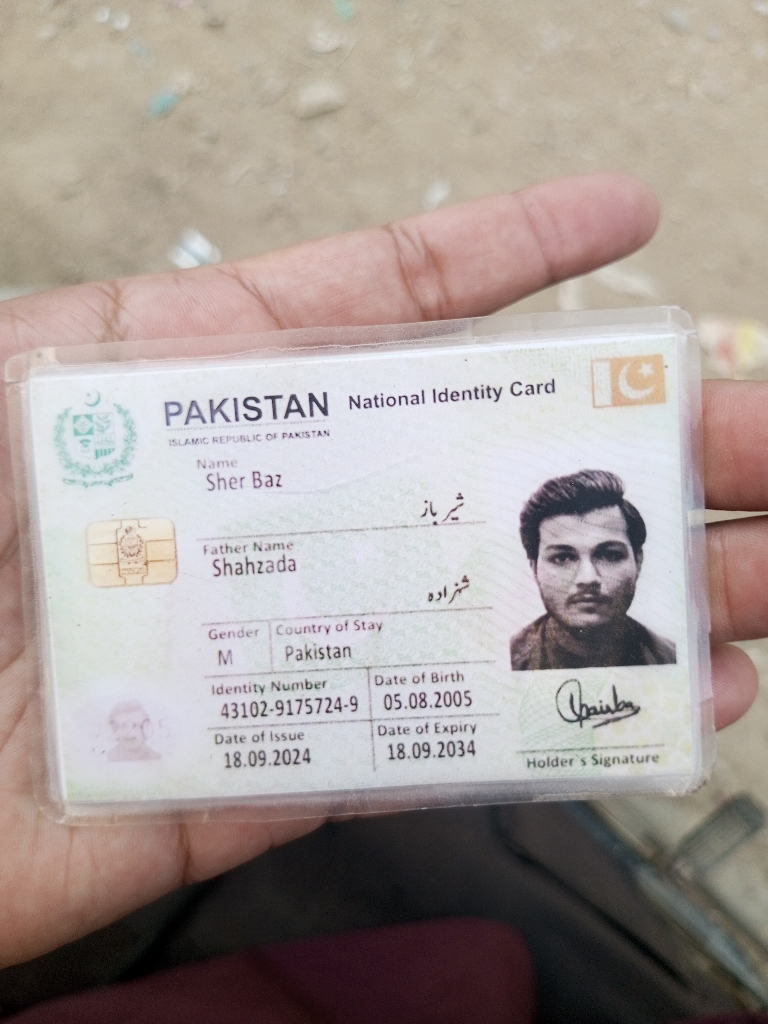 PAKISTAN National Identity Card
ISLAMIC REPUBLIC OF PAKISTAN
Name
Sher Baz
شیر باز
Father Name
Shahzada
شہزادہ
Gender Country of Stay
M Pakistan
Identity Number Date of Birth
43102-9175724-9 05.08.2005
Date of Issue Date of Expiry
18.09.2024 18.09.2034
Holder`s Signature